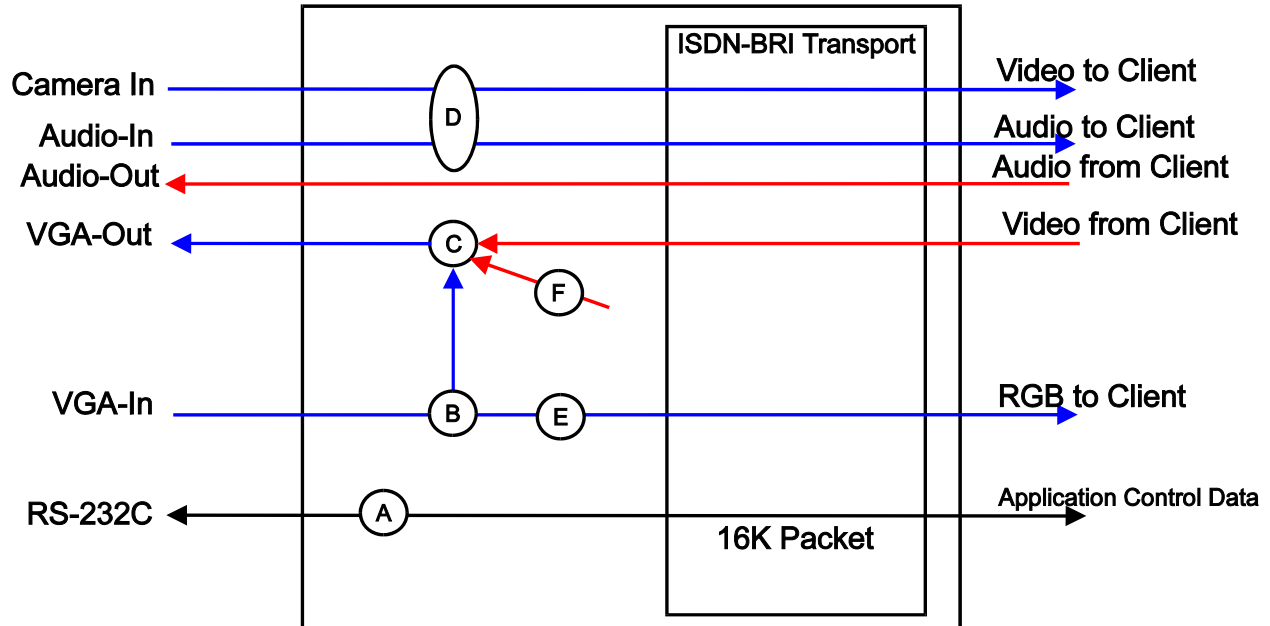 ISDN-BRI Transport
Camera In
D
Video to Client
Audio-In
Audio to Client
Audio-Out
Audio from Client
VGA-Out
C
Video from Client
F
VGA-In
B
E
RGB to Client
RS-232C
A
Application Control Data
16K Packet